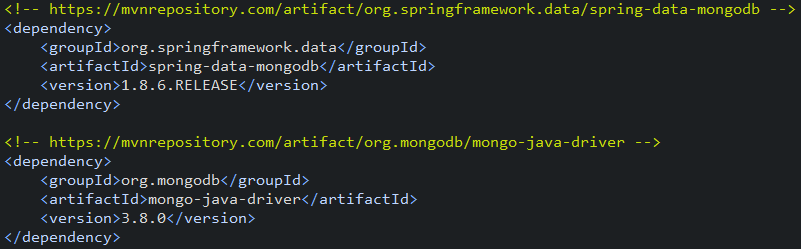 <!-- https://mvnrepository.com/artifact/org.springframework.data/spring-data-mongodb -->
<dependency>
    <groupId>org.springframework.data</groupId>
    <artifactId>spring-data-mongodb</artifactId>
    <version>1.8.6.RELEASE</version>
</dependency>

<!-- https://mvnrepository.com/artifact/org.mongodb/mongo-java-driver -->
<dependency>
    <groupId>org.mongodb</groupId>
    <artifactId>mongo-java-driver</artifactId>
    <version>3.8.0</version>
</dependency>